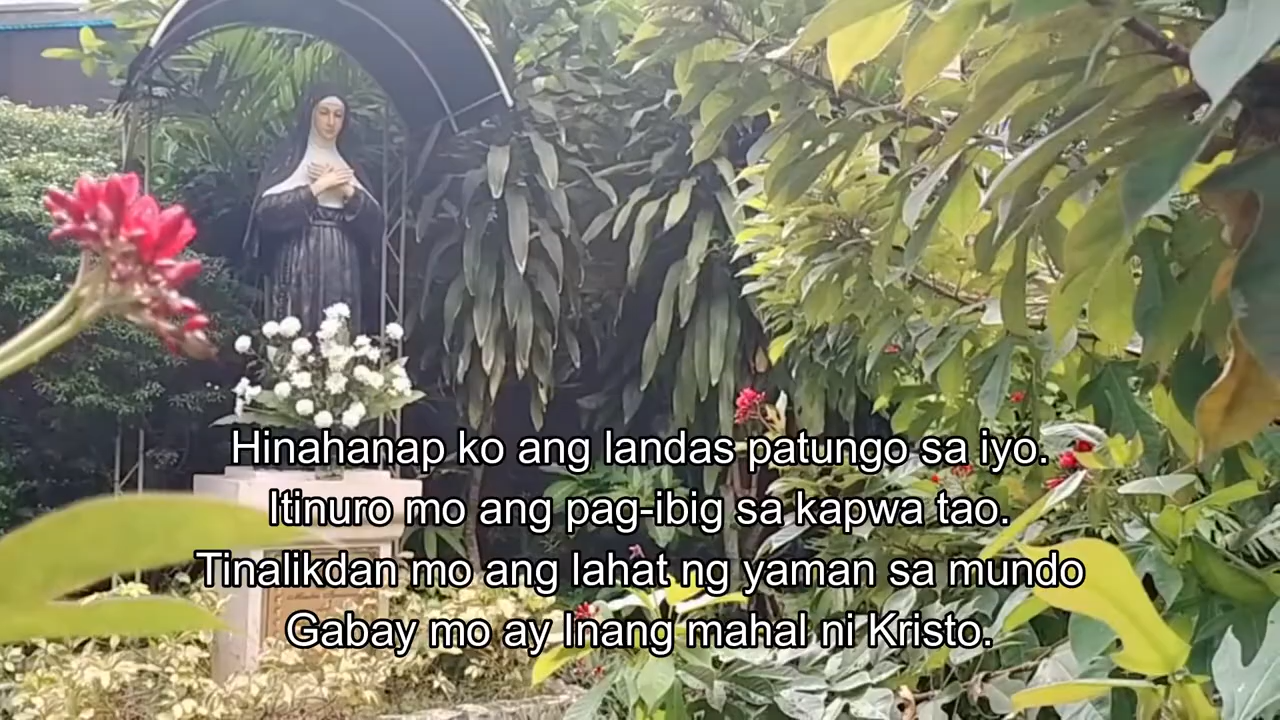 Hinahanap ko ang landas patungo sa iyo.
Itinuro mo ang pag-ibig sa kapwa tao.
Tinalikdan mo ang lahat ng yaman sa mundo
Gabay mo ay Inang mahal ni Kristo.